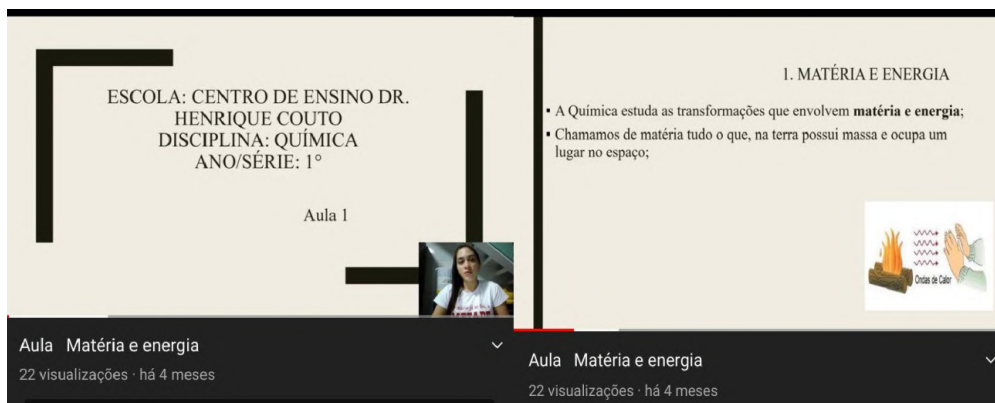 ESCOLA: CENTRO DE ENSINO DR.
HENRIQUE COUTO
DISCIPLINA: QUÍMICA
ANO/SÉRIE: 1°
Aula 1
Aula Matéria e energia
22 visualizações · há 4 meses
1. MATÉRIA E ENERGIA
▪ A Química estuda as transformações que envolvem matéria e energia;
▪ Chamamos de matéria tudo o que, na terra possui massa e ocupa um
lugar no espaço;
Ondas de Calor
Aula Matéria e energia
22 visualizações · há 4 meses